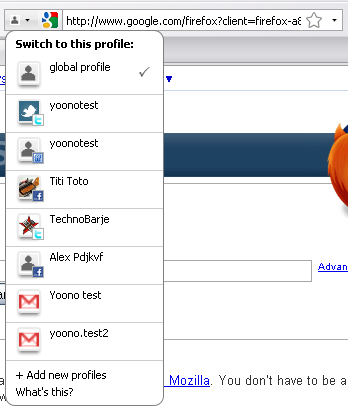 http://www.google.com/firefox?client=firefox-a&
Switch to this profile:
global profile
yoonotest
yoonotest
Titi Toto
TechnoBarje
Alex Pdjkvf
Advan
Yoono test
yoono.test2
+ Add new profiles
Mozilla. You don't have to be a
What's this?